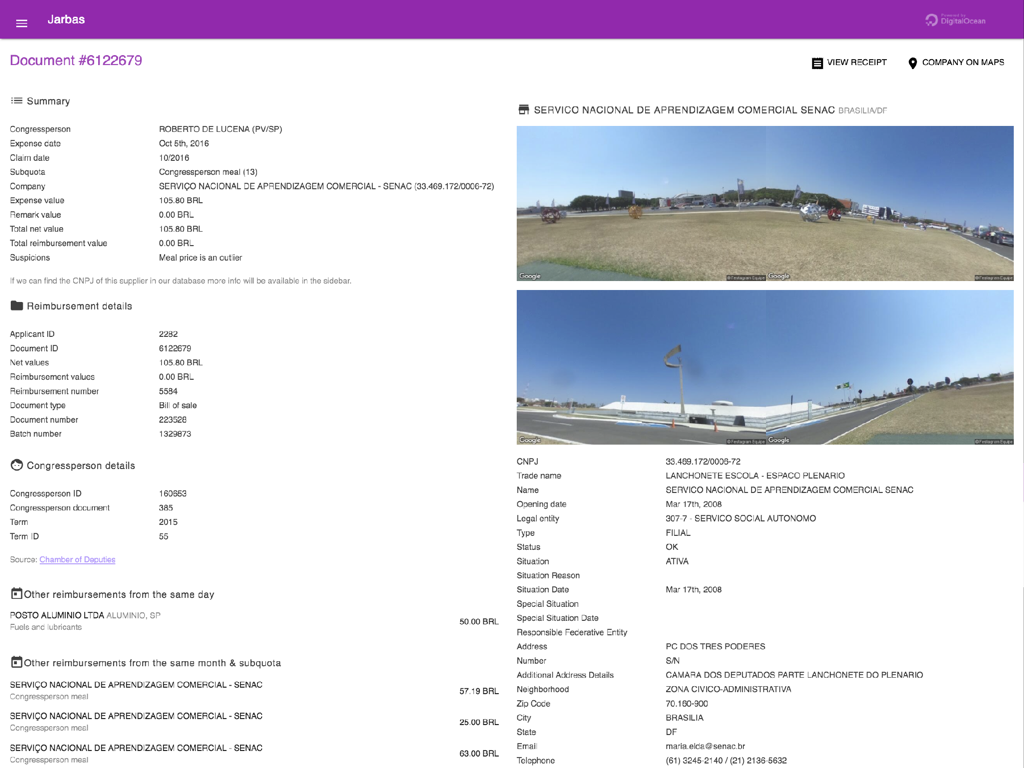 Jarbas
Powered by
DigitalOcean
Document #6122679
VIEW RECEIPT
COMPANY ON MAPS
Summary
Congressperson ROBERTO DE LUCENA (PV/SP)
Expense date Oct 5th, 2016
Claim date 10/2016
Subquota Congressperson meal (13)
Company SERVIÇO NACIONAL DE APRENDIZAGEM COMERCIAL - SENAC (33.469.172/0006-72)
Expense value 105.80 BRL
Remark value 0.00 BRL
Total net value 105.80 BRL
Total reimbursement value 0.00 BRL
Suspicions Meal price is an outlier
If we can find the CNPJ of this supplier in our database more info will be available in the sidebar.
Reimbursement details
Applicant ID 2282
Document ID 6122679
Net values 105.80 BRL
Reimbursement values 0.00 BRL
Reimbursement number 5584
Document type Bill of sale
Document number 223528
Batch number 1329873
Congressperson details
Congressperson ID 160653
Congressperson document 385
Term 2015
Term ID 55
Source: Chamber of Deputies
Other reimbursements from the same day
POSTO ALUMINIO LTDA ALUMINIO, SP
Fuels and lubricants
50.00 BRL
Other reimbursements from the same month & subquota
SERVIÇO NACIONAL DE APRENDIZAGEM COMERCIAL - SENAC
Congressperson meal
57.19 BRL
SERVIÇO NACIONAL DE APRENDIZAGEM COMERCIAL - SENAC
Congressperson meal
25.00 BRL
SERVIÇO NACIONAL DE APRENDIZAGEM COMERCIAL - SENAC
Congressperson meal
63.00 BRL
SERVICO NACIONAL DE APRENDIZAGEM COMERCIAL SENAC BRASILIA/DF
Google
Google
Google
Google
CNPJ 33.469.172/0006-72
Trade name LANCHONETE ESCOLA - ESPACO PLENARIO
Name SERVICO NACIONAL DE APRENDIZAGEM COMERCIAL SENAC
Opening date Mar 17th, 2008
Legal entity 307-7 - SERVICO SOCIAL AUTONOMO
Type FILIAL
Status OK
Situation ATIVA
Situation Reason
Situation Date Mar 17th, 2008
Special Situation
Special Situation Date
Responsible Federative Entity
Address PC DOS TRES PODERES
Number S/N
Additional Address Details CAMARA DOS DEPUTADOS PARTE LANCHONETE DO PLENARIO
Neighborhood ZONA CIVICO-ADMINISTRATIVA
Zip Code 70.160-900
City BRASILIA
State DF
Email maria.elda@senac.br
Telephone (61) 3245-2140 / (21) 2136-5632